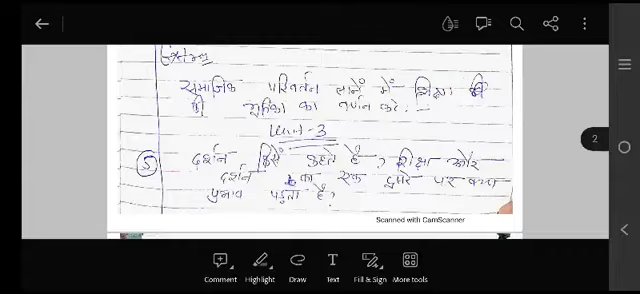 सामाजिक परिवर्तन लाने में शिक्षा की
की भूमिका का वर्णन करे।
Unit-3
5 दर्शन किसे कहते है? शिक्षा और
दर्शन का एक दुसरे पर क्या
प्रभाव पड़ता है?
Scanned with CamScanner
2
Comment Highlight Draw Text Fill & Sign More tools